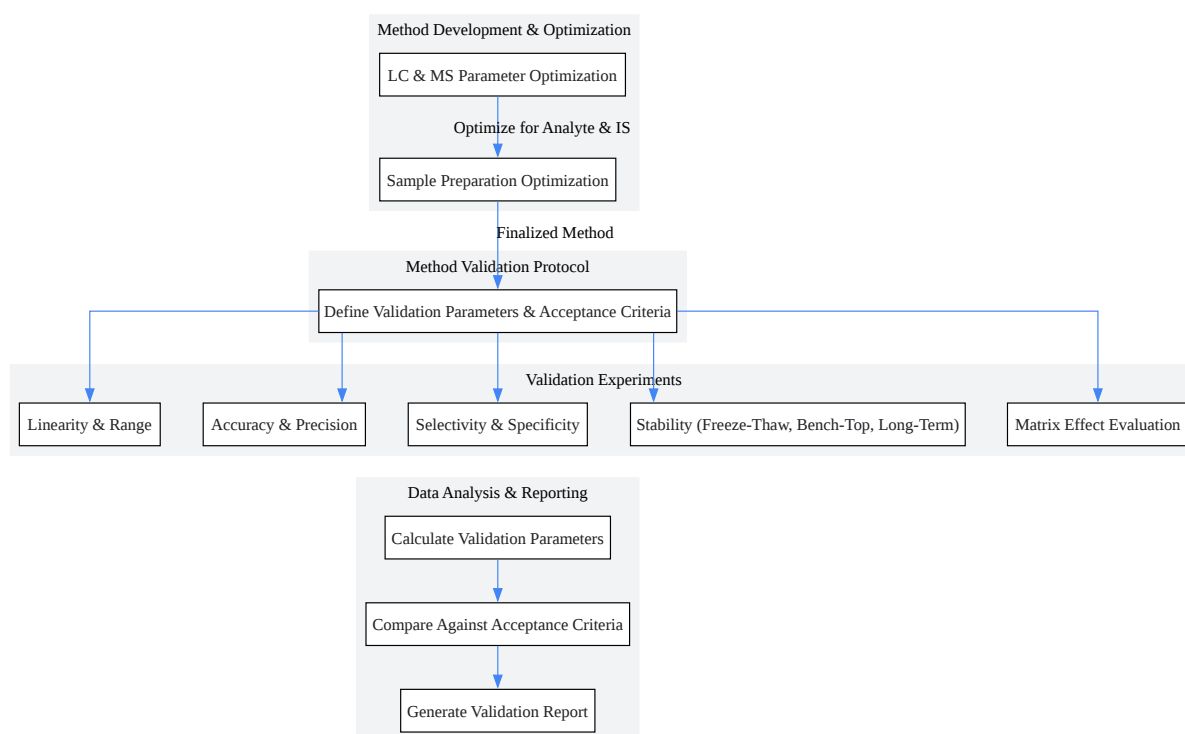 Method Development & Optimization
LC & MS Parameter Optimization
Optimize for Analyte & IS
Sample Preparation Optimization
Finalized Method
Method Validation Protocol
Define Validation Parameters & Acceptance Criteria
Validation Experiments
Linearity & Range
Accuracy & Precision
Selectivity & Specificity
Stability (Freeze-Thaw, Bench-Top, Long-Term)
Matrix Effect Evaluation
Data Analysis & Reporting
Calculate Validation Parameters
Compare Against Acceptance Criteria
Generate Validation Report